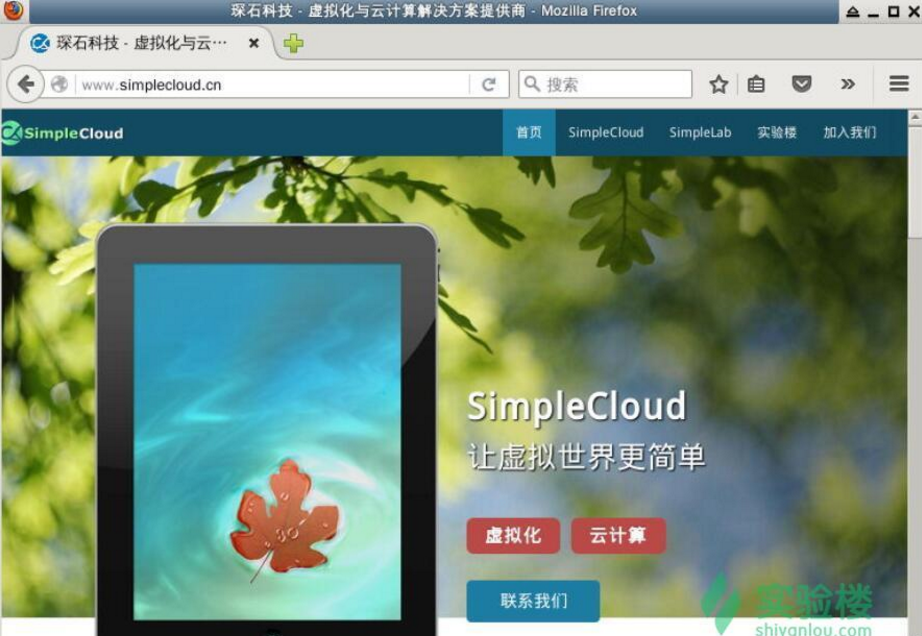 琛石科技 - 虚拟化与云计算解决方案提供商 - Mozilla Firefox
琛石科技 - 虚拟化与云…
www.simplecloud.cn
搜索
SimpleCloud
首页 SimpleCloud SimpleLab 实验楼 加入我们
SimpleCloud
让虚拟世界更简单
虚拟化 云计算
联系我们
实验楼
shiyanlou.com